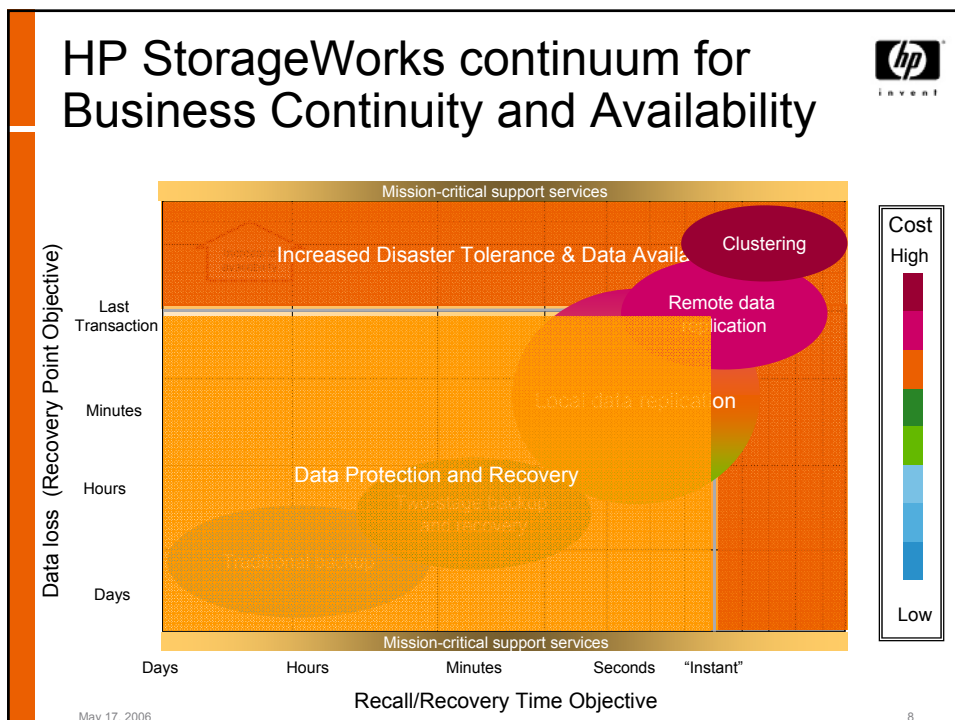 HP StorageWorks continuum for
Business Continuity and Availability
hp
invent
Mission-critical support services
Increased Disaster Tolerance & Data Availa
Clustering
Remote data
replication
Local data replication
Data Protection and Recovery
Two-stage backup
and recovery
Traditional backup
availability
Mission-critical support services
Data loss (Recovery Point Objective)
Last
Transaction
Minutes
Hours
Days
Days
Hours
Minutes
Seconds
“Instant”
Recall/Recovery Time Objective
Cost
High
Low
May 17, 2006
8